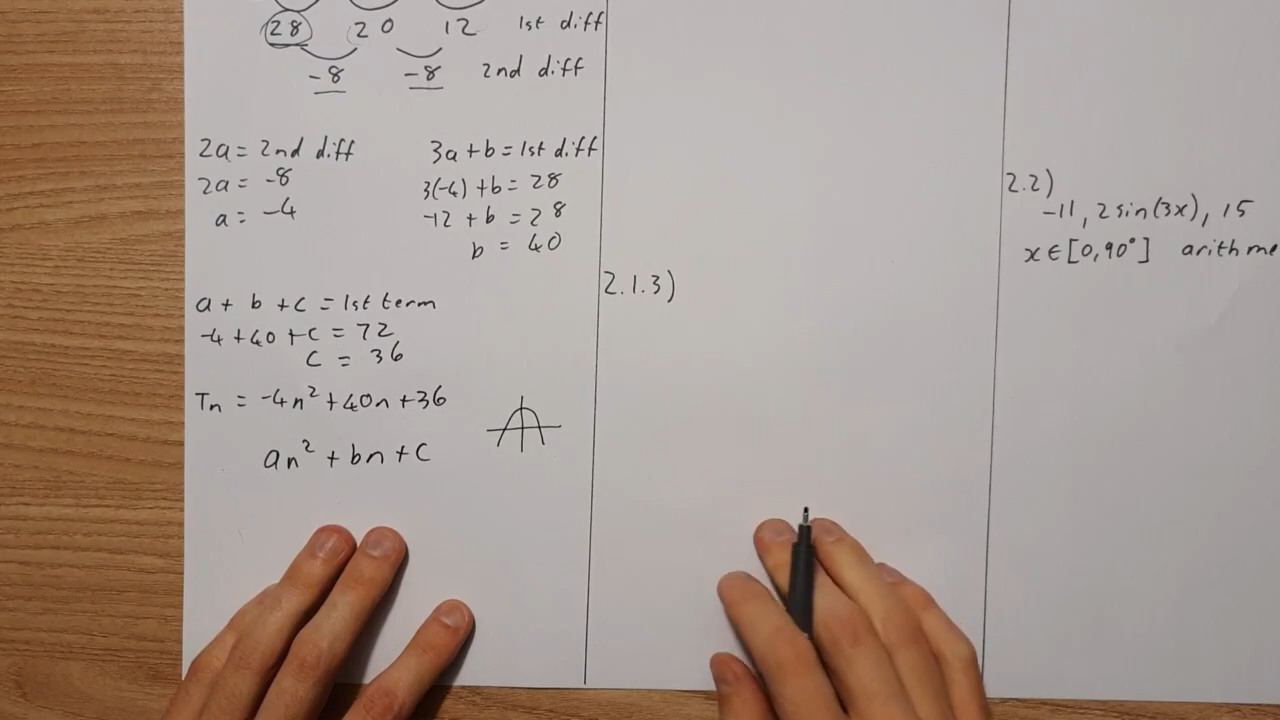 28 20 12 1st diff
-8 -8 2nd diff
2a = 2nd diff
2a = -8
a = -4
3a + b = 1st diff
3(-4) + b = 28
-12 + b = 28
b = 40
a + b + c = 1st term
-4 + 40 + c = 72
c = 36
Tn = -4n² + 40n + 36
an² + bn + c
2.1.3)
2.2)
-11, 2 sin(3x), 15
x ∈ [0, 90°] arithme